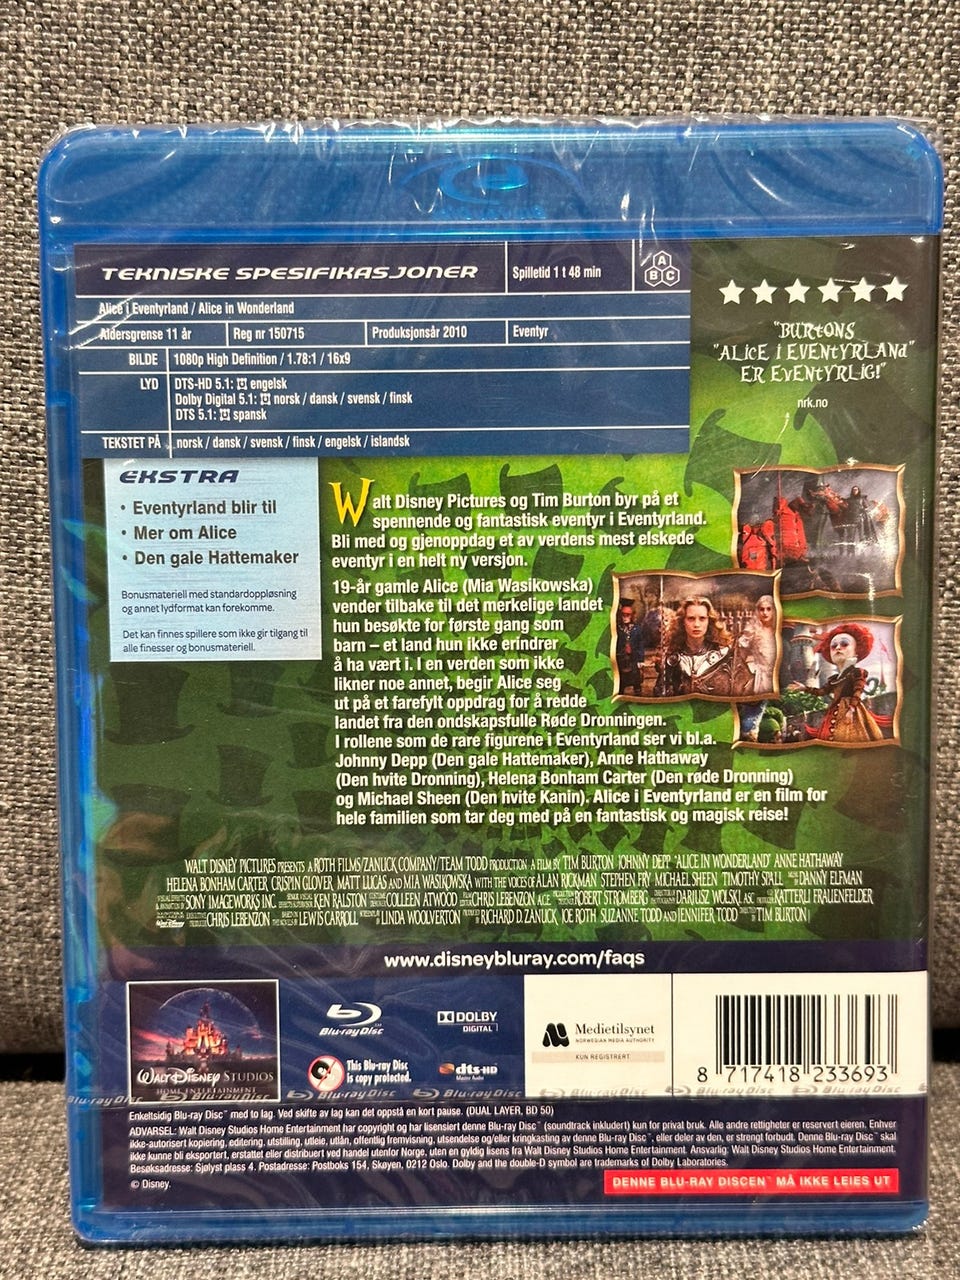 TEKNISKE SPESIFIKASJONER
Spilletid 1 t 48 min
A
B C
Alice i Eventyrland / Alice in Wonderland
Aldersgrense 11 år
Reg nr 150715
Produksjonsår 2010
Eventyr
BILDE 1080p High Definition / 1.78:1 / 16x9
LYD DTS-HD 5.1: engelsk
Dolby Digital 5.1: norsk / dansk / svensk / finsk
DTS 5.1: spansk
TEKSTET PÅ norsk / dansk / svensk / finsk / engelsk / islandsk
"BURTONS
"ALICE I EVENTYRLAND"
ER EVENTYRLIG!"
nrk.no
EKSTRA
• Eventyrland blir til
• Mer om Alice
• Den gale Hattemaker
Bonusmateriell med standardoppløsning
og annet lydformat kan forekomme.
Det kan finnes spillere som ikke gir tilgang til
alle finesser og bonusmateriell.
Walt Disney Pictures og Tim Burton byr på et
spennende og fantastisk eventyr i Eventyrland.
Bli med og gjenoppdag et av verdens mest elskede
eventyr i en helt ny versjon.
19-år gamle Alice (Mia Wasikowska)
vender tilbake til det merkelige landet
hun besøkte for første gang som
barn – et land hun ikke erindrer
å ha vært i. I en verden som ikke
likner noe annet, begir Alice seg
ut på et farefylt oppdrag for å redde
landet fra den ondskapsfulle Røde Dronningen.
I rollene som de rare figurene i Eventyrland ser vi bl.a.
Johnny Depp (Den gale Hattemaker), Anne Hathaway
(Den hvite Dronning), Helena Bonham Carter (Den røde Dronning)
og Michael Sheen (Den hvite Kanin). Alice i Eventyrland er en film for
hele familien som tar deg med på en fantastisk og magisk reise!
WALT DISNEY PICTURES PRESENTS A ROTH FILMS/ZANUCK COMPANY/TEAM TODD PRODUCTION A FILM BY TIM BURTON JOHNNY DEPP "ALICE IN WONDERLAND" ANNE HATHAWAY
HELENA BONHAM CARTER CRISPIN GLOVER MATT LUCAS AND MIA WASIKOWSKA WITH THE VOICES OF ALAN RICKMAN STEPHEN FRY MICHAEL SHEEN TIMOTHY SPALL MUSIC BY DANNY ELFMAN
SONY IMAGEWORKS INC. KEN RALSTON COLLEEN ATWOOD CHRIS LEBENZON A.C.E. ROBERT STROMBERG DARIUSZ WOLSKI ASC KATTERLI FRAUENFELDER
CHRIS LEBENZON LEWIS CARROLL LINDA WOOLVERTON RICHARD D. ZANUCK JOE ROTH SUZANNE TODD AND JENNIFER TODD TIM BURTON
www.disneybluray.com/faqs
WALT DISNEY STUDIOS
HOME ENTERTAINMENT
Blu-ray Disc
This Blu-ray Disc
is copy protected.
DOLBY
DIGITAL
dts-HD
Master Audio
Medietilsynet
NORWEGIAN MEDIA AUTHORITY
KUN REGISTRERT
8 717418 233693
Enkeltsidig Blu-ray Disc™ med to lag. Ved skifte av lag kan det oppstå en kort pause. (DUAL LAYER, BD 50)
ADVARSEL: Walt Disney Studios Home Entertainment har copyright og har lisensiert denne Blu-ray Disc™ (soundtrack inkludert) kun for privat bruk. Alle andre rettigheter er reservert eieren. Enhver
ikke-autorisert kopiering, editering, utstilling, utleie, utlån, offentlig fremvisning, utsendelse og/eller kringkasting av denne Blu-ray Disc™, eller deler av den, er strengt forbudt. Denne Blu-ray Disc™ skal
ikke kunne bli eksportert, erstattet eller distribuert ved handel utenfor Norge, uten en gyldig lisens fra Walt Disney Studios Home Entertainment. Ansvarlig: Walt Disney Studios Home Entertainment.
Besøksadresse: Sjølyst plass 4. Postadresse: Postboks 154, Skøyen, 0212 Oslo. Dolby and the double-D symbol are trademarks of Dolby Laboratories.
© Disney.
DENNE BLU-RAY DISCEN™ MÅ IKKE LEIES UT